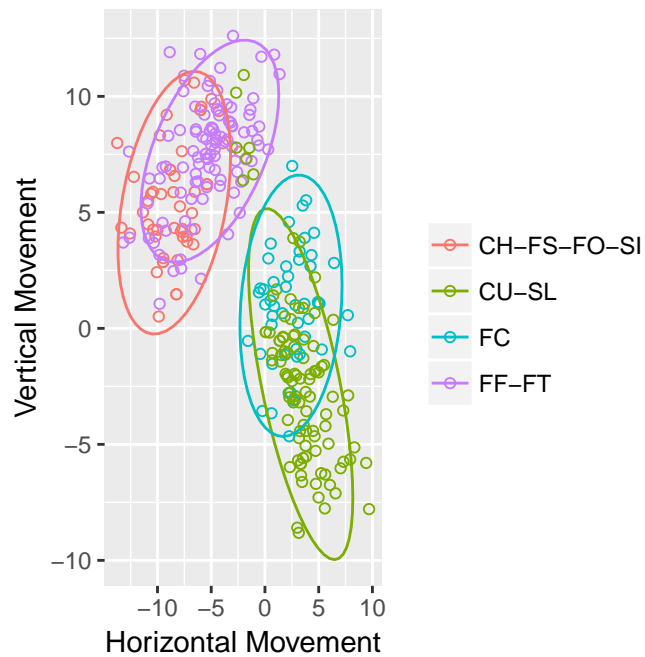 10
5
0
−5
−10
Vertical Movement
−10 −5 0 5 10
Horizontal Movement
CH−FS−FO−SI
CU−SL
FC
FF−FT